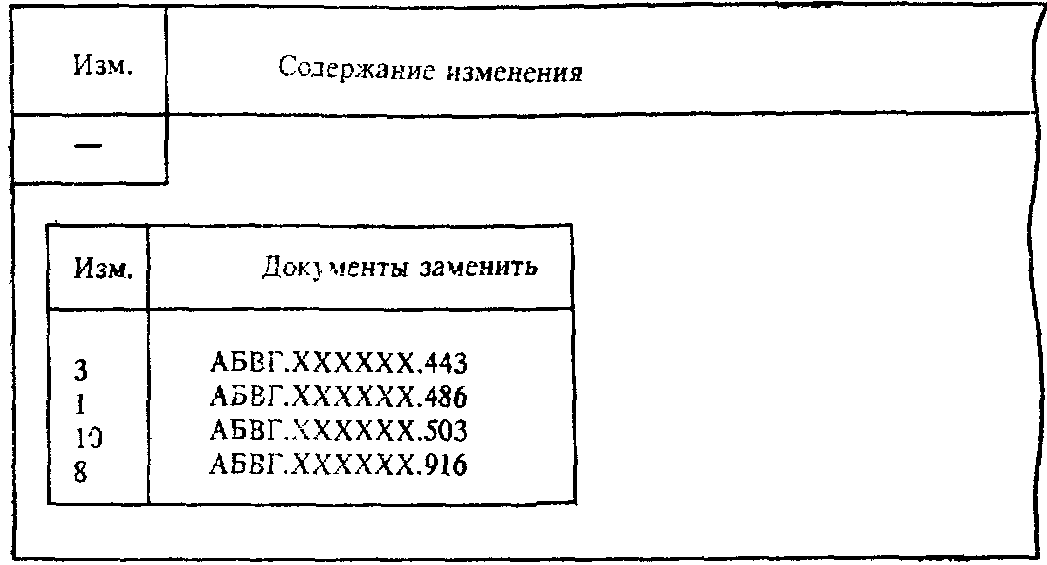 Изм. Содержание изменения
—
Изм. Документы заменить
3 АБВГ.XXXXXX.443
1 АБВГ.XXXXXX.486
10 АБВГ.XXXXXX.503
8 АБВГ.XXXXXX.916